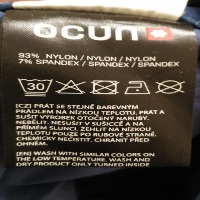 OCUN
93% NYLON / NYLON / NYLON
7% SPANDEX / SPANDEX / SPANDEX
30
[CZ] PRÁT SE STEJNĚ BAREVNÝM
PRÁDLEM NA NÍZKOU TEPLOTU. PRÁT A
SUŠIT VÝROBEK OTOČENÝ NARUBY.
NEBĚLIT. NESUŠIT V SUŠIČCE A NA
PŘÍMÉM SLUNCI. ŽEHLIT NA NÍZKOU
TEPLOTU POUZE NA RUBOVÉ STRANĚ.
CHEMICKY NEČISTIT. CHRÁNIT PŘED
OHNĚM.
[EN] WASH WITH SIMILAR COLORS ON
THE LOW TEMPERATURE. WASH AND
DRY PRODUCT ONLY TURNED INSIDE